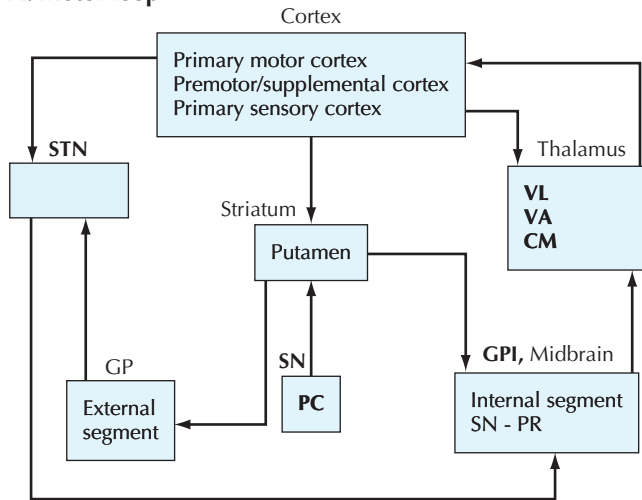 Cortex
Primary motor cortex
Premotor/supplemental cortex
Primary sensory cortex
STN
Thalamus
VL
VA
CM
Striatum
Putamen
GP
External
segment
SN
PC
GPI, Midbrain
Internal segment
SN - PR